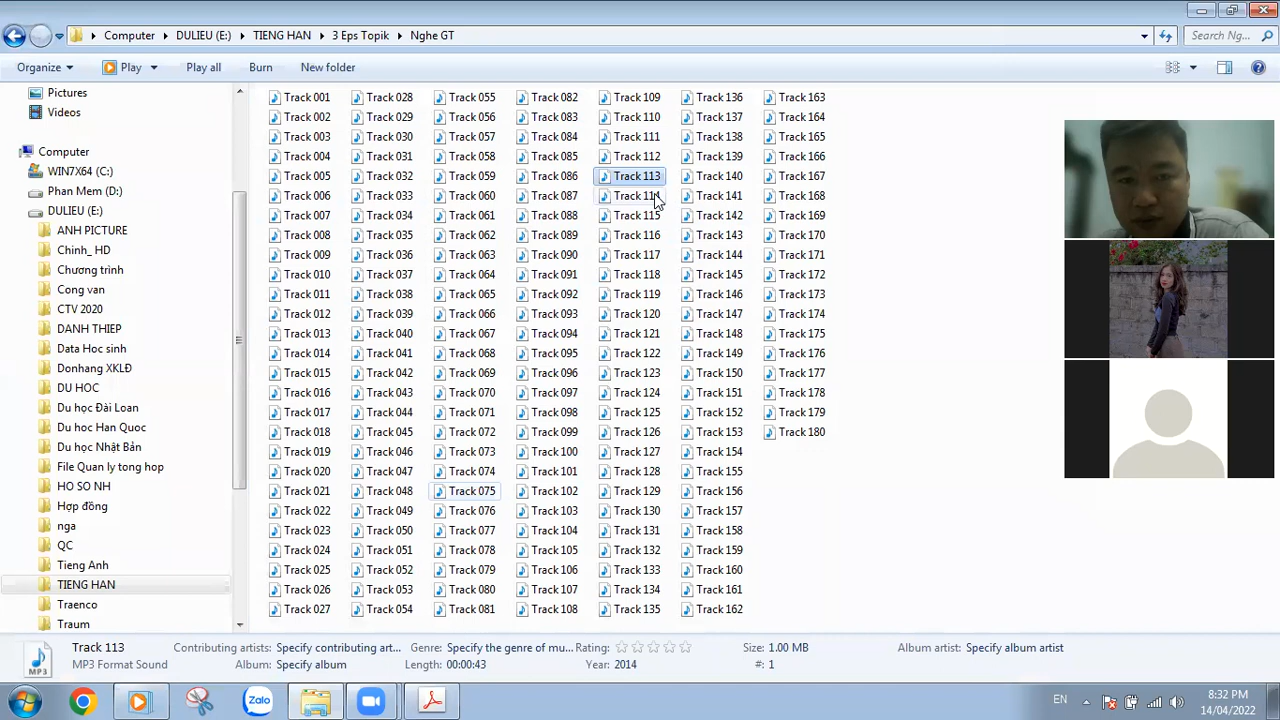 Computer ▸ DULIEU (E:) ▸ TIENG HAN ▸ 3 Eps Topik ▸ Nghe GT
Search Ng...
Organize Play Play all Burn New folder
Pictures
Videos
Computer
WIN7X64 (C:)
Phan Mem (D:)
DULIEU (E:)
ANH PICTURE
Chinh_ HD
Chương trình
Cong van
CTV 2020
DANH THIEP
Data Hoc sinh
Donhang XKLĐ
DU HOC
Du học Đài Loan
Du hoc Han Quoc
Du học Nhật Bản
File Quan ly tong hop
HO SO NH
Hợp đồng
nga
QC
Tieng Anh
TIENG HAN
Traenco
Traum
Track 001 Track 028 Track 055 Track 082 Track 109 Track 136 Track 163
Track 002 Track 029 Track 056 Track 083 Track 110 Track 137 Track 164
Track 003 Track 030 Track 057 Track 084 Track 111 Track 138 Track 165
Track 004 Track 031 Track 058 Track 085 Track 112 Track 139 Track 166
Track 005 Track 032 Track 059 Track 086 Track 113 Track 140 Track 167
Track 006 Track 033 Track 060 Track 087 Track 114 Track 141 Track 168
Track 007 Track 034 Track 061 Track 088 Track 115 Track 142 Track 169
Track 008 Track 035 Track 062 Track 089 Track 116 Track 143 Track 170
Track 009 Track 036 Track 063 Track 090 Track 117 Track 144 Track 171
Track 010 Track 037 Track 064 Track 091 Track 118 Track 145 Track 172
Track 011 Track 038 Track 065 Track 092 Track 119 Track 146 Track 173
Track 012 Track 039 Track 066 Track 093 Track 120 Track 147 Track 174
Track 013 Track 040 Track 067 Track 094 Track 121 Track 148 Track 175
Track 014 Track 041 Track 068 Track 095 Track 122 Track 149 Track 176
Track 015 Track 042 Track 069 Track 096 Track 123 Track 150 Track 177
Track 016 Track 043 Track 070 Track 097 Track 124 Track 151 Track 178
Track 017 Track 044 Track 071 Track 098 Track 125 Track 152 Track 179
Track 018 Track 045 Track 072 Track 099 Track 126 Track 153 Track 180
Track 019 Track 046 Track 073 Track 100 Track 127 Track 154
Track 020 Track 047 Track 074 Track 101 Track 128 Track 155
Track 021 Track 048 Track 075 Track 102 Track 129 Track 156
Track 022 Track 049 Track 076 Track 103 Track 130 Track 157
Track 023 Track 050 Track 077 Track 104 Track 131 Track 158
Track 024 Track 051 Track 078 Track 105 Track 132 Track 159
Track 025 Track 052 Track 079 Track 106 Track 133 Track 160
Track 026 Track 053 Track 080 Track 107 Track 134 Track 161
Track 027 Track 054 Track 081 Track 108 Track 135 Track 162
Track 113 Contributing artists: Specify contributing art... Genre: Specify the genre of mu... Rating: Size: 1.00 MB Album artist: Specify album artist
MP3 Format Sound Album: Specify album Length: 00:00:43 Year: 2014 #: 1
MP3
Zalo
EN
8:32 PM
14/04/2022